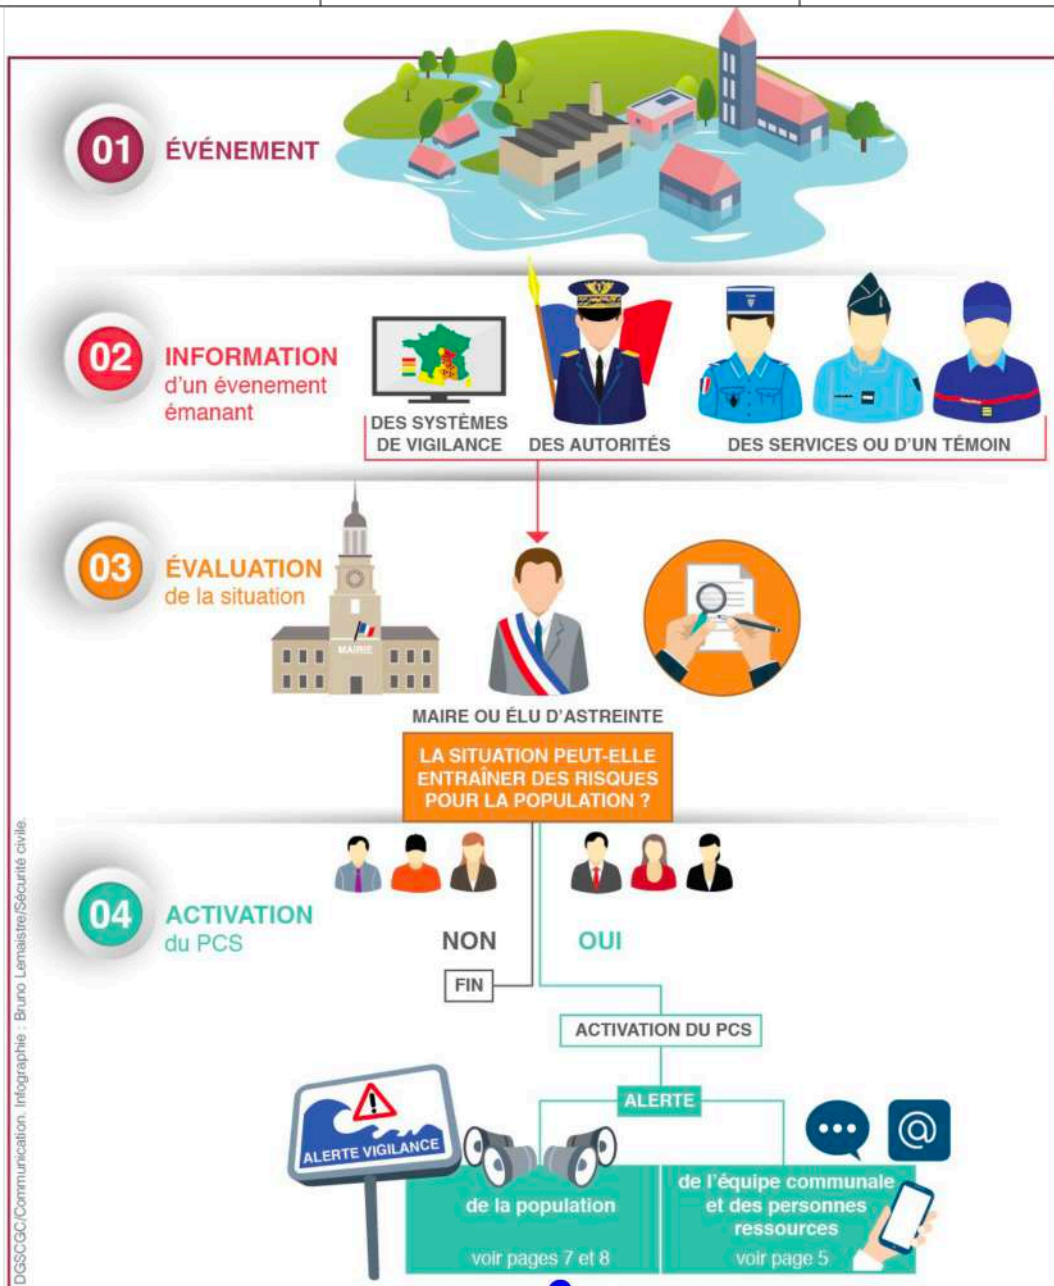 01
ÉVÉNEMENT
02
INFORMATION
d'un évenement
émanant
DES SYSTÈMES
DE VIGILANCE
DES AUTORITÉS
DES SERVICES OU D'UN TÉMOIN
03
ÉVALUATION
de la situation
MAIRIE
MAIRE OU ÉLU D'ASTREINTE
LA SITUATION PEUT-ELLE
ENTRAÎNER DES RISQUES
POUR LA POPULATION ?
04
ACTIVATION
du PCS
NON
OUI
FIN
ACTIVATION DU PCS
ALERTE
ALERTE VIGILANCE
@
de la population
voir pages 7 et 8
de l'équipe communale
et des personnes
ressources
voir page 5
DGSCGC/Communication. Infographie : Bruno Lemaistre/Sécurité civile.